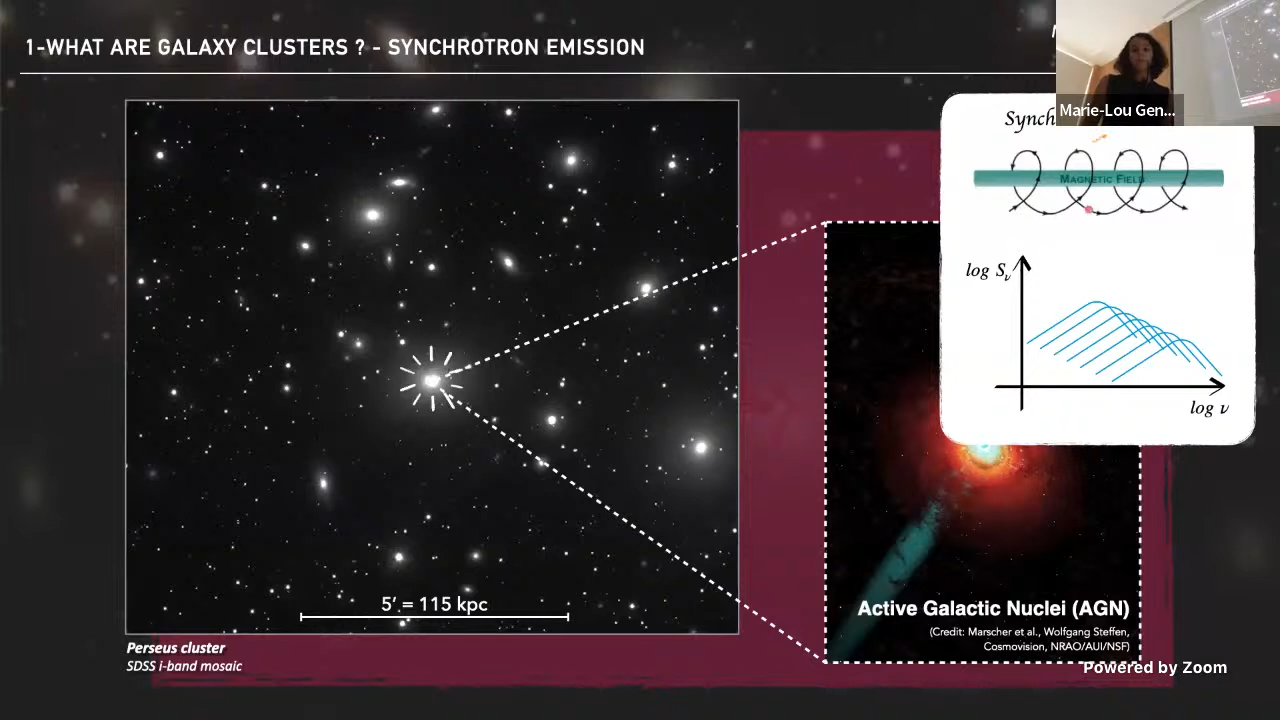 1-WHAT ARE GALAXY CLUSTERS ? - SYNCHROTRON EMISSION
Marie-Lou Gen...
Synch
MAGNETIC FIELD
log Sν
log ν
5' = 115 kpc
Perseus cluster
SDSS i-band mosaic
Active Galactic Nuclei (AGN)
(Credit: Marscher et al., Wolfgang Steffen,
Cosmovision, NRAO/AUI/NSF)
Powered by Zoom